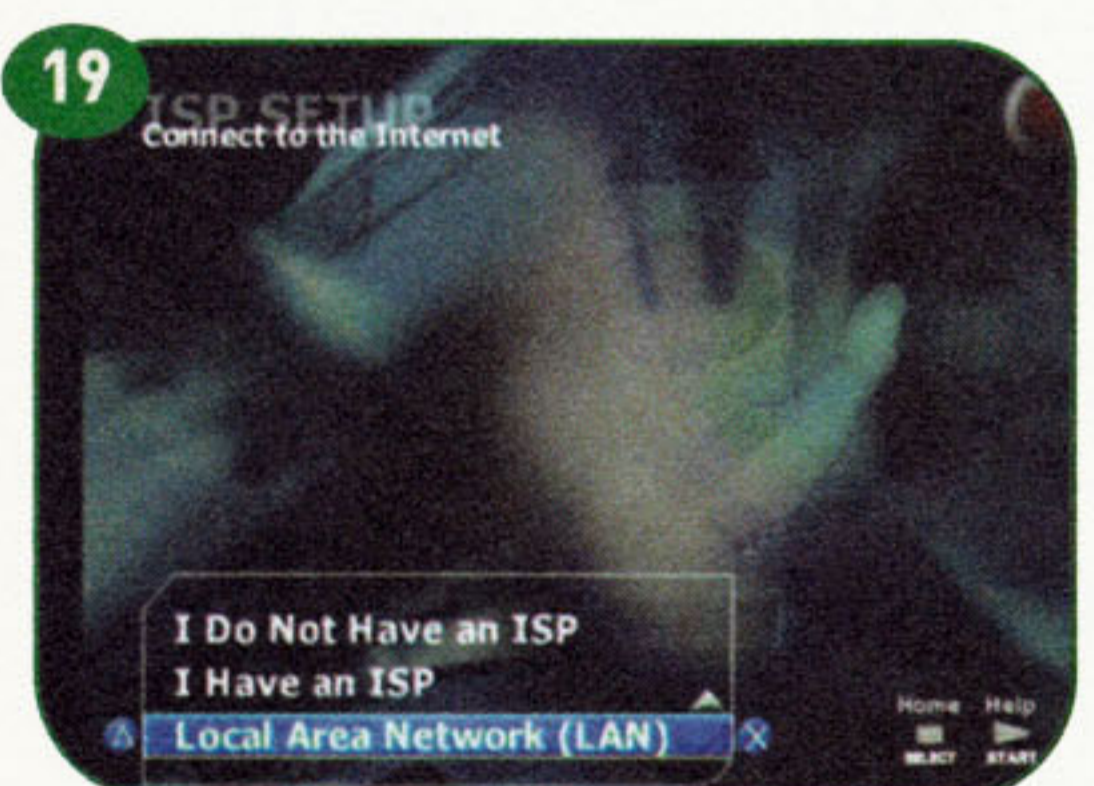 19
ISP SETUP
Connect to the Internet
I Do Not Have an ISP
I Have an ISP
Local Area Network (LAN)
Home Help
SELECT START